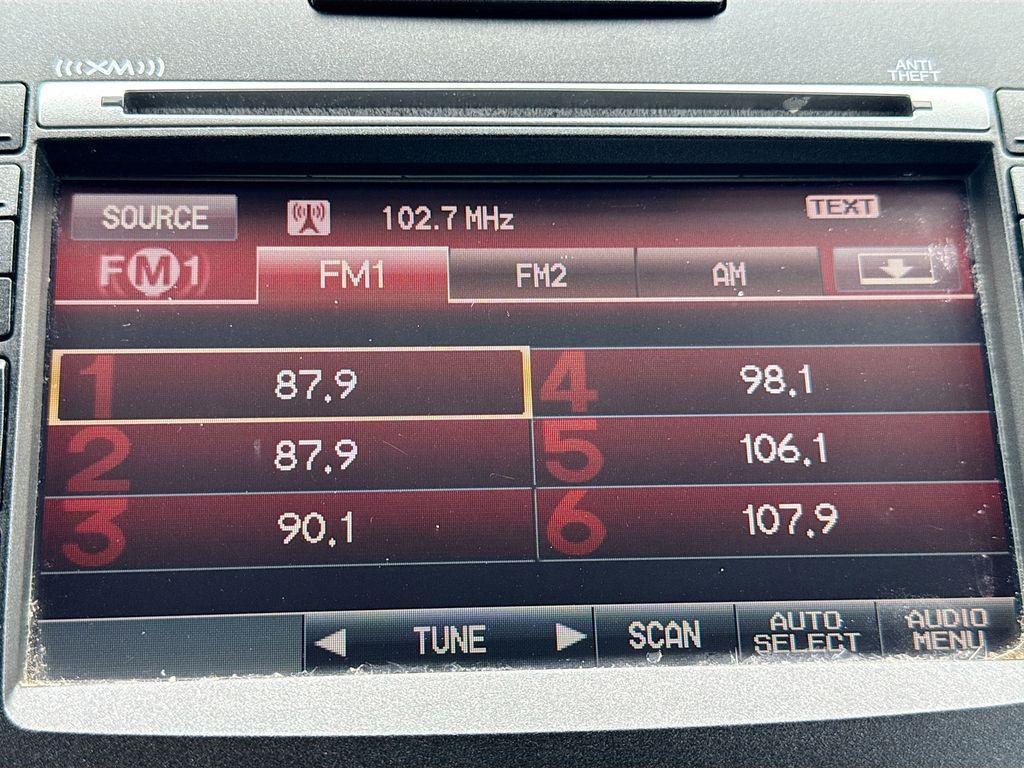 XM
ANTI
THEFT
SOURCE
102.7 MHz
TEXT
FM1
FM1
FM2
AM
1 87.9
4 98.1
2 87.9
5 106.1
3 90.1
6 107.9
TUNE
SCAN
AUTO
SELECT
AUDIO
MENU